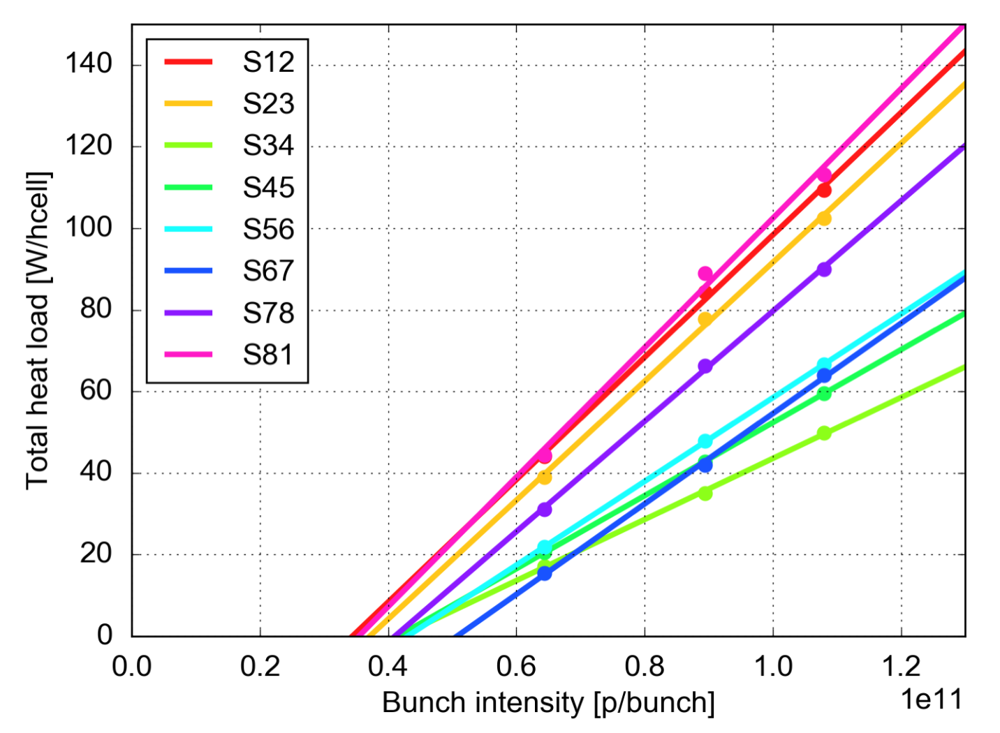 S12
S23
S34
S45
S56
S67
S78
S81
Total heat load [W/hcell]
140
120
100
80
60
40
20
0
0.0 0.2 0.4 0.6 0.8 1.0 1.2
1e11
Bunch intensity [p/bunch]